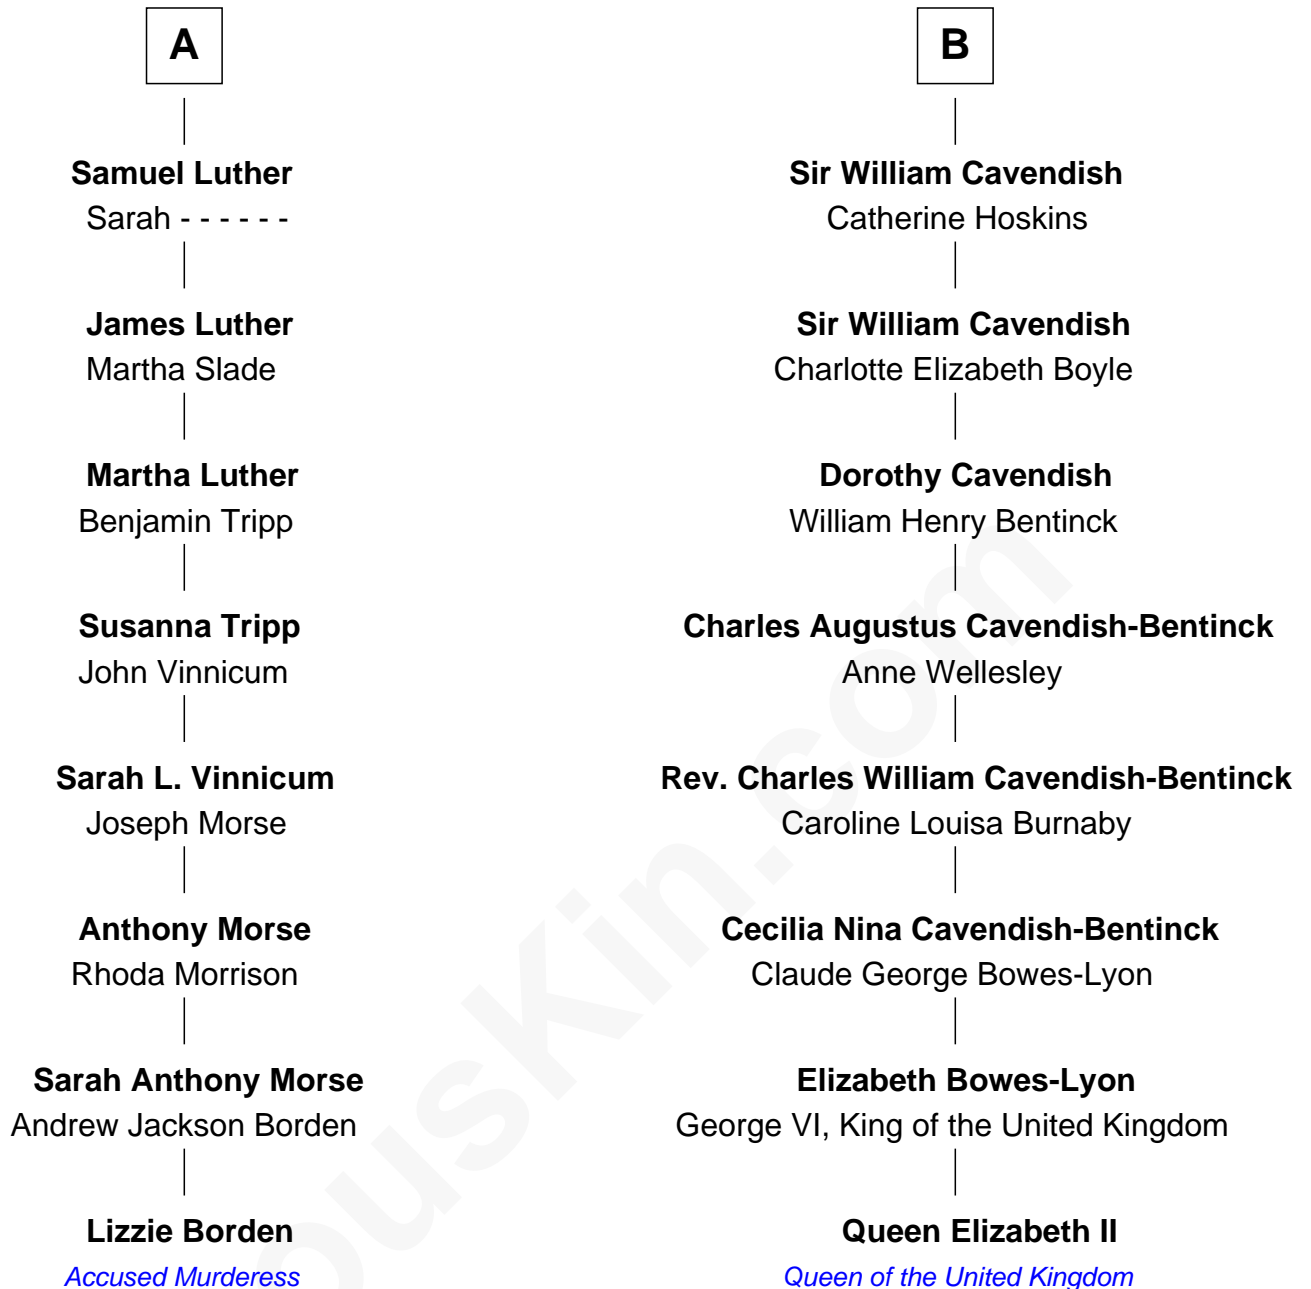 A
Samuel Luther
Sarah - - - - - -
James Luther
Martha Slade
Martha Luther
Benjamin Tripp
Susanna Tripp
John Vinnicum
Sarah L. Vinnicum
Joseph Morse
Anthony Morse
Rhoda Morrison
Sarah Anthony Morse
Andrew Jackson Borden
Lizzie Borden
Accused Murderess
B
Sir William Cavendish
Catherine Hoskins
Sir William Cavendish
Charlotte Elizabeth Boyle
Dorothy Cavendish
William Henry Bentinck
Charles Augustus Cavendish-Bentinck
Anne Wellesley
Rev. Charles William Cavendish-Bentinck
Caroline Louisa Burnaby
Cecilia Nina Cavendish-Bentinck
Claude George Bowes-Lyon
Elizabeth Bowes-Lyon
George VI, King of the United Kingdom
Queen Elizabeth II
Queen of the United Kingdom
ousKin.com